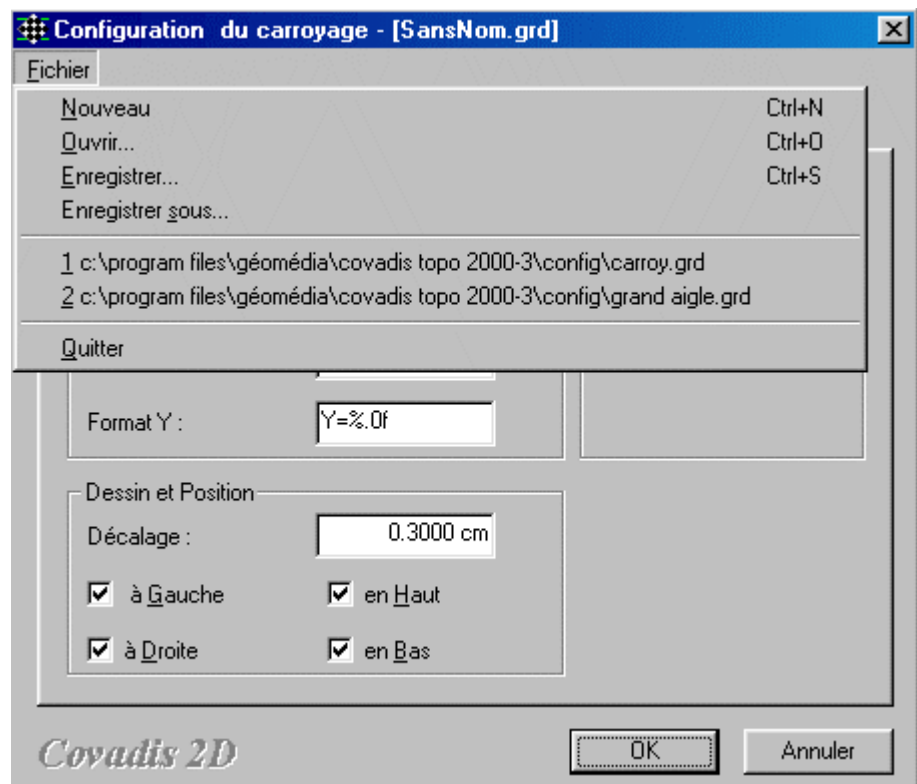 Configuration du carroyage - [SansNom.grd]
Fichier
Nouveau Ctrl+N
Ouvrir... Ctrl+O
Enregistrer... Ctrl+S
Enregistrer sous...
1 c:\program files\géomédia\covadis topo 2000-3\config\carroy.grd
2 c:\program files\géomédia\covadis topo 2000-3\config\grand aigle.grd
Quitter
Format Y : Y=%.0f
Dessin et Position
Décalage : 0.3000 cm
à Gauche en Haut
à Droite en Bas
Covadis 2D OK Annuler